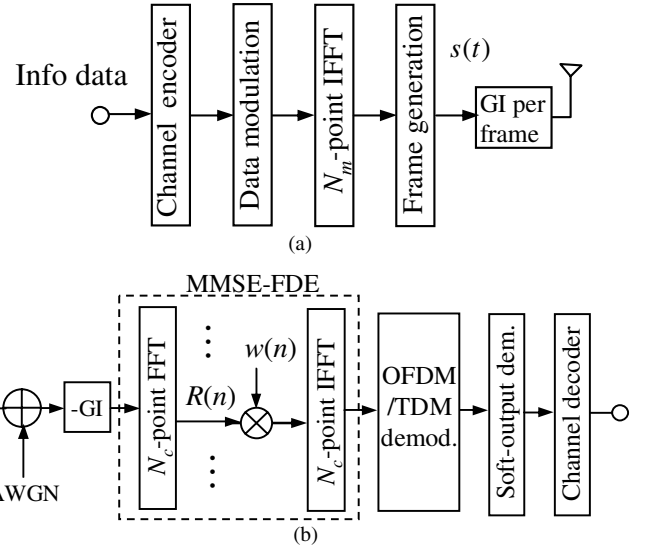 Info data
Channel encoder
Data modulation
N_m-point IFFT
Frame generation
s(t)
GI per
frame
(a)
MMSE-FDE
-GI
N_c-point FFT
R(n)
w(n)
N_c-point IFFT
OFDM
/TDM
demod.
Soft-output dem.
Channel decoder
AWGN
(b)